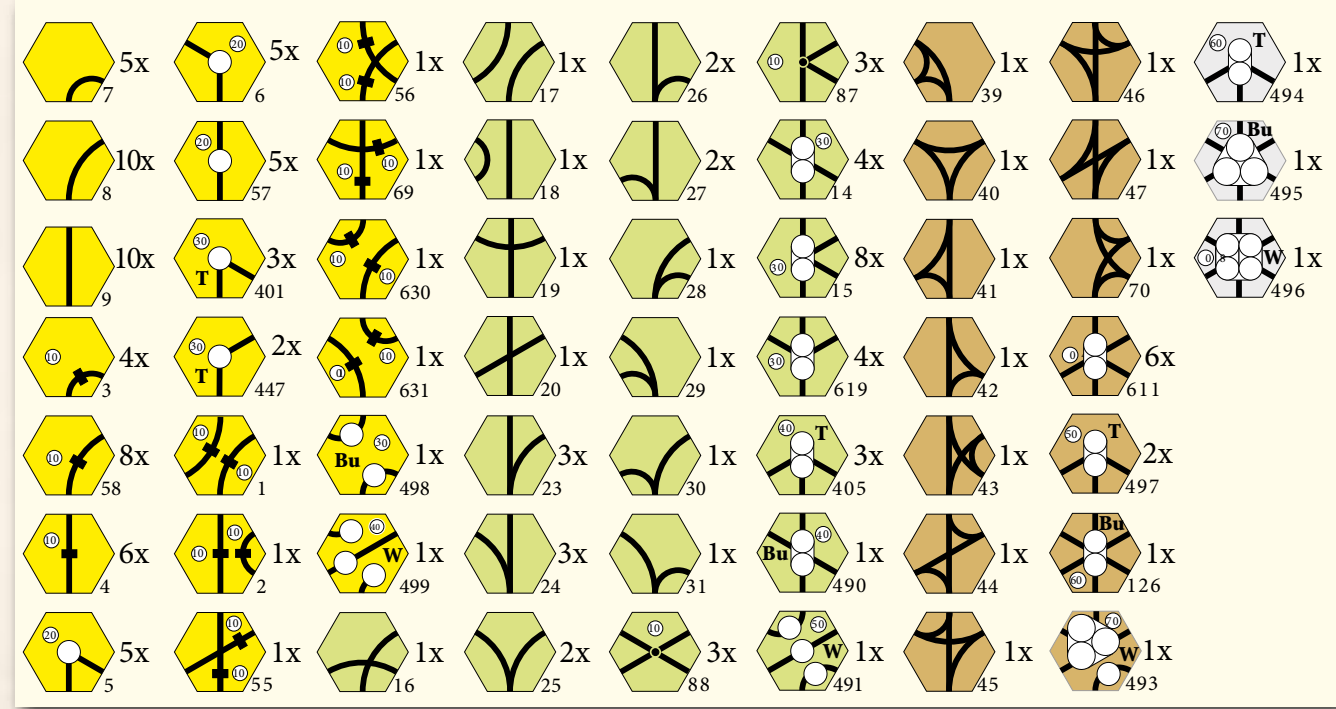 5x 7
20 5x 6
10 10 1x 56
1x 17
2x 26
10 3x 87
1x 39
1x 46
60 T 1x 494
10x 8
20 5x 57
10 10 1x 69
1x 18
2x 27
30 4x 14
1x 40
1x 47
70 Bu 1x 495
10x 9
30 T 3x 401
10 10 1x 630
1x 19
1x 28
30 8x 15
1x 41
1x 70
0 W 1x 496
10 4x 3
30 T 2x 447
10 1x 631
1x 20
1x 29
30 4x 619
1x 42
0 6x 611
10 8x 58
10 10 1x 1
30 Bu 1x 498
3x 23
1x 30
40 T 3x 405
1x 43
50 T 2x 497
10 6x 4
10 10 1x 2
40 W 1x 499
3x 24
1x 31
40 Bu 1x 490
1x 44
Bu 60 1x 126
20 5x 5
10 10 1x 55
1x 16
2x 25
10 3x 88
50 W 1x 491
1x 45
70 W 1x 493